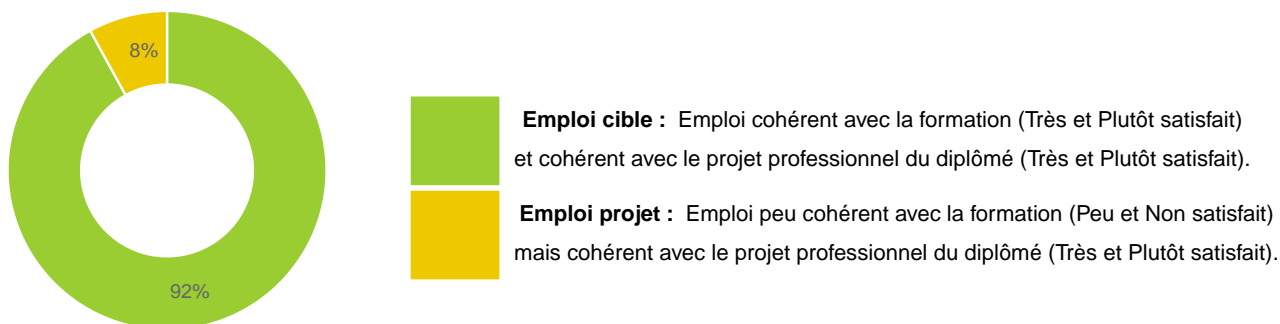 8%
Emploi cible : Emploi cohérent avec la formation (Très et Plutôt satisfait)
et cohérent avec le projet professionnel du diplômé (Très et Plutôt satisfait).
Emploi projet : Emploi peu cohérent avec la formation (Peu et Non satisfait)
mais cohérent avec le projet professionnel du diplômé (Très et Plutôt satisfait).
92%